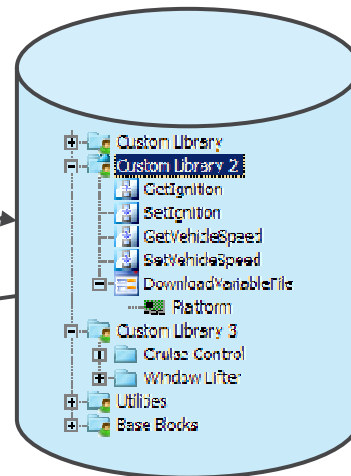 Custom Library
Custom Library 2
GetIgnition
SetIgnition
GetVehicleSpeed
SetVehicleSpeed
DownloadVariableFile
Platform
Custom Library 3
Cruise Control
Window Lifter
Utilities
Base Blocks